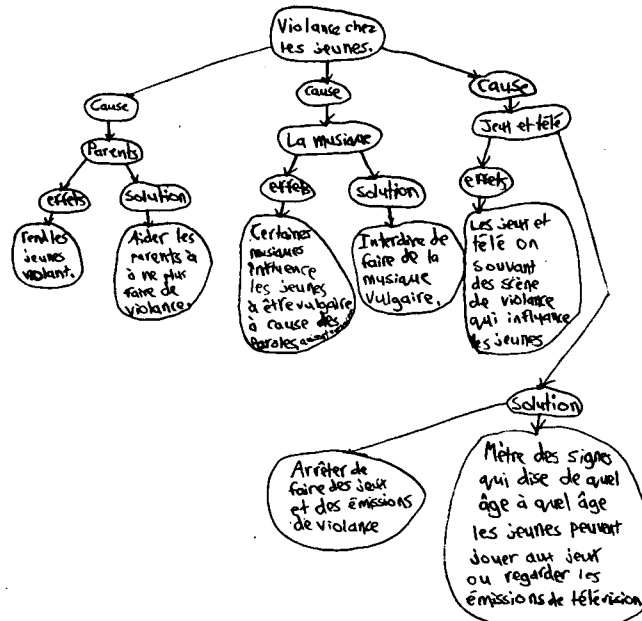 Violance chez
les jeunes.
Cause
Parents
effets
Rend les
jeunes
violant.
Solution
Aider les
parents à
à ne plus
faire de
violance.
Cause
La musique
effets
Certaines
musiques
influence
les jeunes
à être vulgaire
à cause des
Paroles
Solution
Interdire de
faire de la
musique
vulgaire.
Cause
Jeux et télé
effets
Les jeux et
télé on
souvant
des scène
de violance
qui influance
les jeunes
Solution
Arrêter de
faire des jeux
et des émissions
de violance
Mètre des signes
qui dise de quel
âge à quel âge
les jeunes peuvent
jouer aux jeux
ou regarder les
émissions de télévision